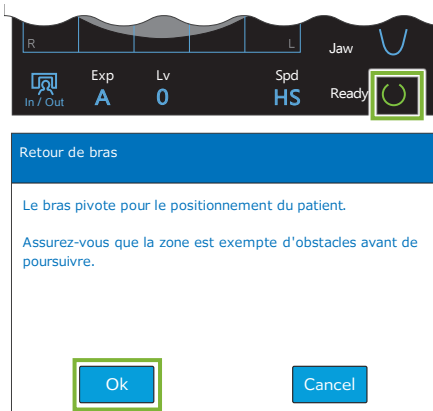 R
L
Jaw
Exp
Lv
Spd
In / Out
A
0
HS
Ready
Retour de bras
Le bras pivote pour le positionnement du patient.
Assurez-vous que la zone est exempte d'obstacles avant de
poursuivre.
Ok
Cancel